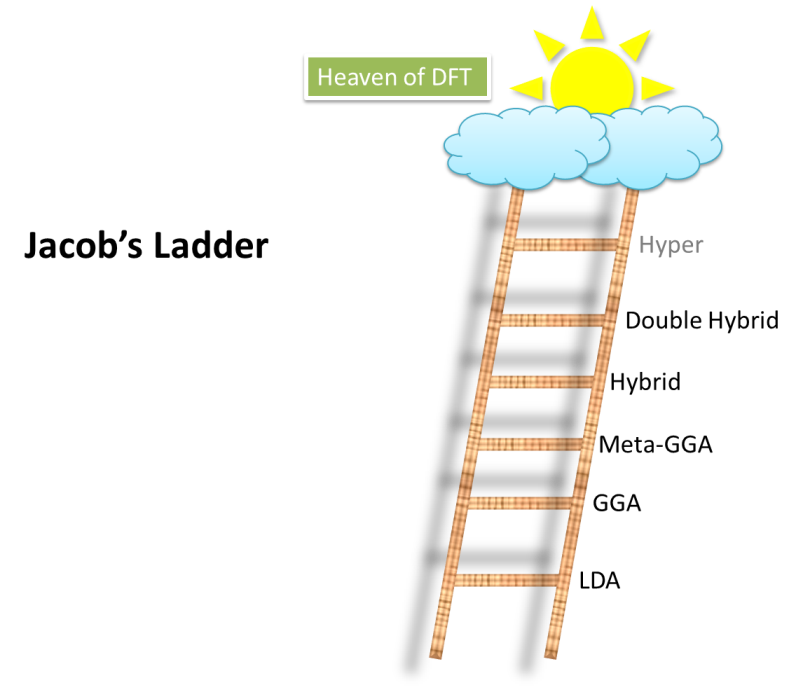 Heaven of DFT
Jacob’s Ladder
Hyper
Double Hybrid
Hybrid
Meta-GGA
GGA
LDA